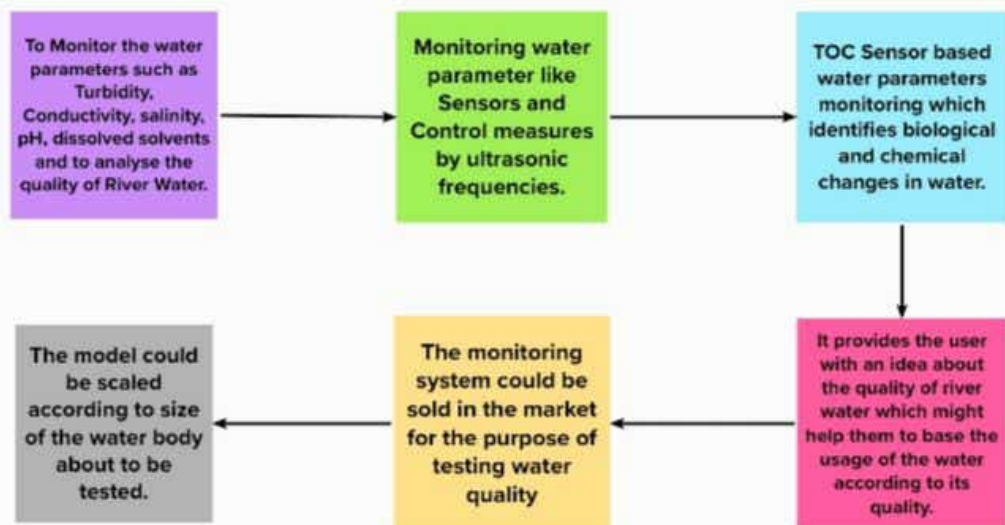 To Monitor the water
parameters such as
Turbidity,
Conductivity, salinity,
pH, dissolved solvents
and to analyse the
quality of River Water.
Monitoring water
parameter like
Sensors and
Control measures
by ultrasonic
frequencies.
TOC Sensor based
water parameters
monitoring which
identifies biological
and chemical
changes in water.
It provides the user
with an idea about
the quality of river
water which might
help them to base the
usage of the water
according to its
quality.
The monitoring
system could be
sold in the market
for the purpose of
testing water
quality
The model could
be scaled
according to size
of the water body
about to be
tested.